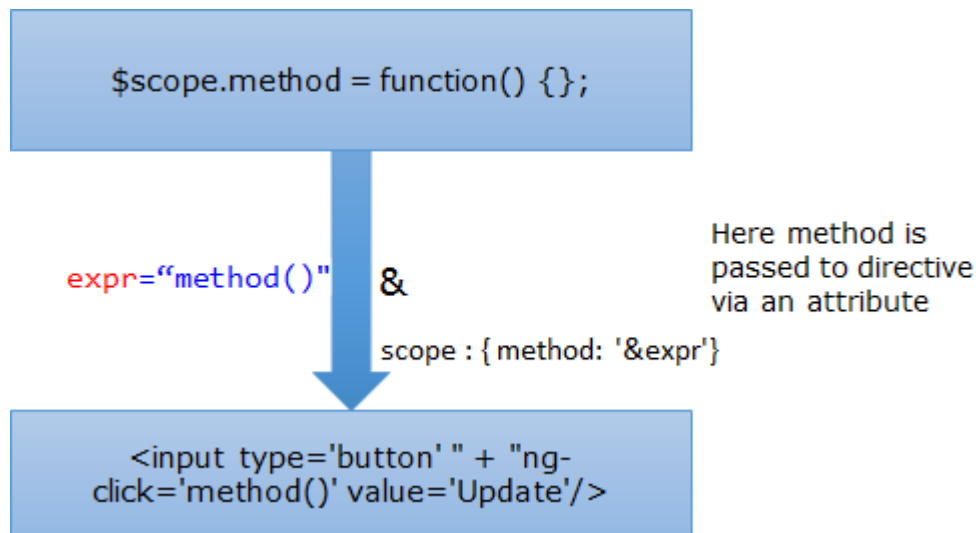 $scope.method = function() {};
expr=“method()"
&
Here method is
passed to directive
via an attribute
scope : { method: '&expr'}
<input type='button' " + "ng-
click='method()' value='Update'/>